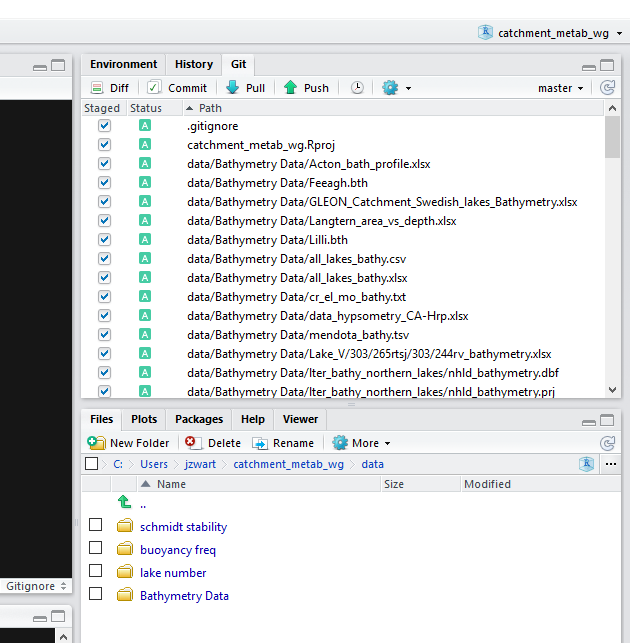 catchment_metab_wg
Environment History Git
Diff Commit Pull Push master
Staged Status Path
A .gitignore
A catchment_metab_wg.Rproj
A data/Bathymetry Data/Acton_bath_profile.xlsx
A data/Bathymetry Data/Feeagh.bth
A data/Bathymetry Data/GLEON_Catchment_Swedish_lakes_Bathymetry.xlsx
A data/Bathymetry Data/Langtern_area_vs_depth.xlsx
A data/Bathymetry Data/Lilli.bth
A data/Bathymetry Data/all_lakes_bathy.csv
A data/Bathymetry Data/all_lakes_bathy.xlsx
A data/Bathymetry Data/cr_el_mo_bathy.txt
A data/Bathymetry Data/data_hypsometry_CA-Hrp.xlsx
A data/Bathymetry Data/mendota_bathy.tsv
A data/Bathymetry Data/Lake_V/303/265rtsj/303/244rv_bathymetry.xlsx
A data/Bathymetry Data/lter_bathy_northern_lakes/nhld_bathymetry.dbf
A data/Bathymetry Data/lter_bathy_northern_lakes/nhld_bathymetry.prj
Files Plots Packages Help Viewer
New Folder Delete Rename More
C: Users jzwart catchment_metab_wg data R ...
Name Size Modified
..
schmidt stability
buoyancy freq
lake number
Bathymetry Data
Gitignore